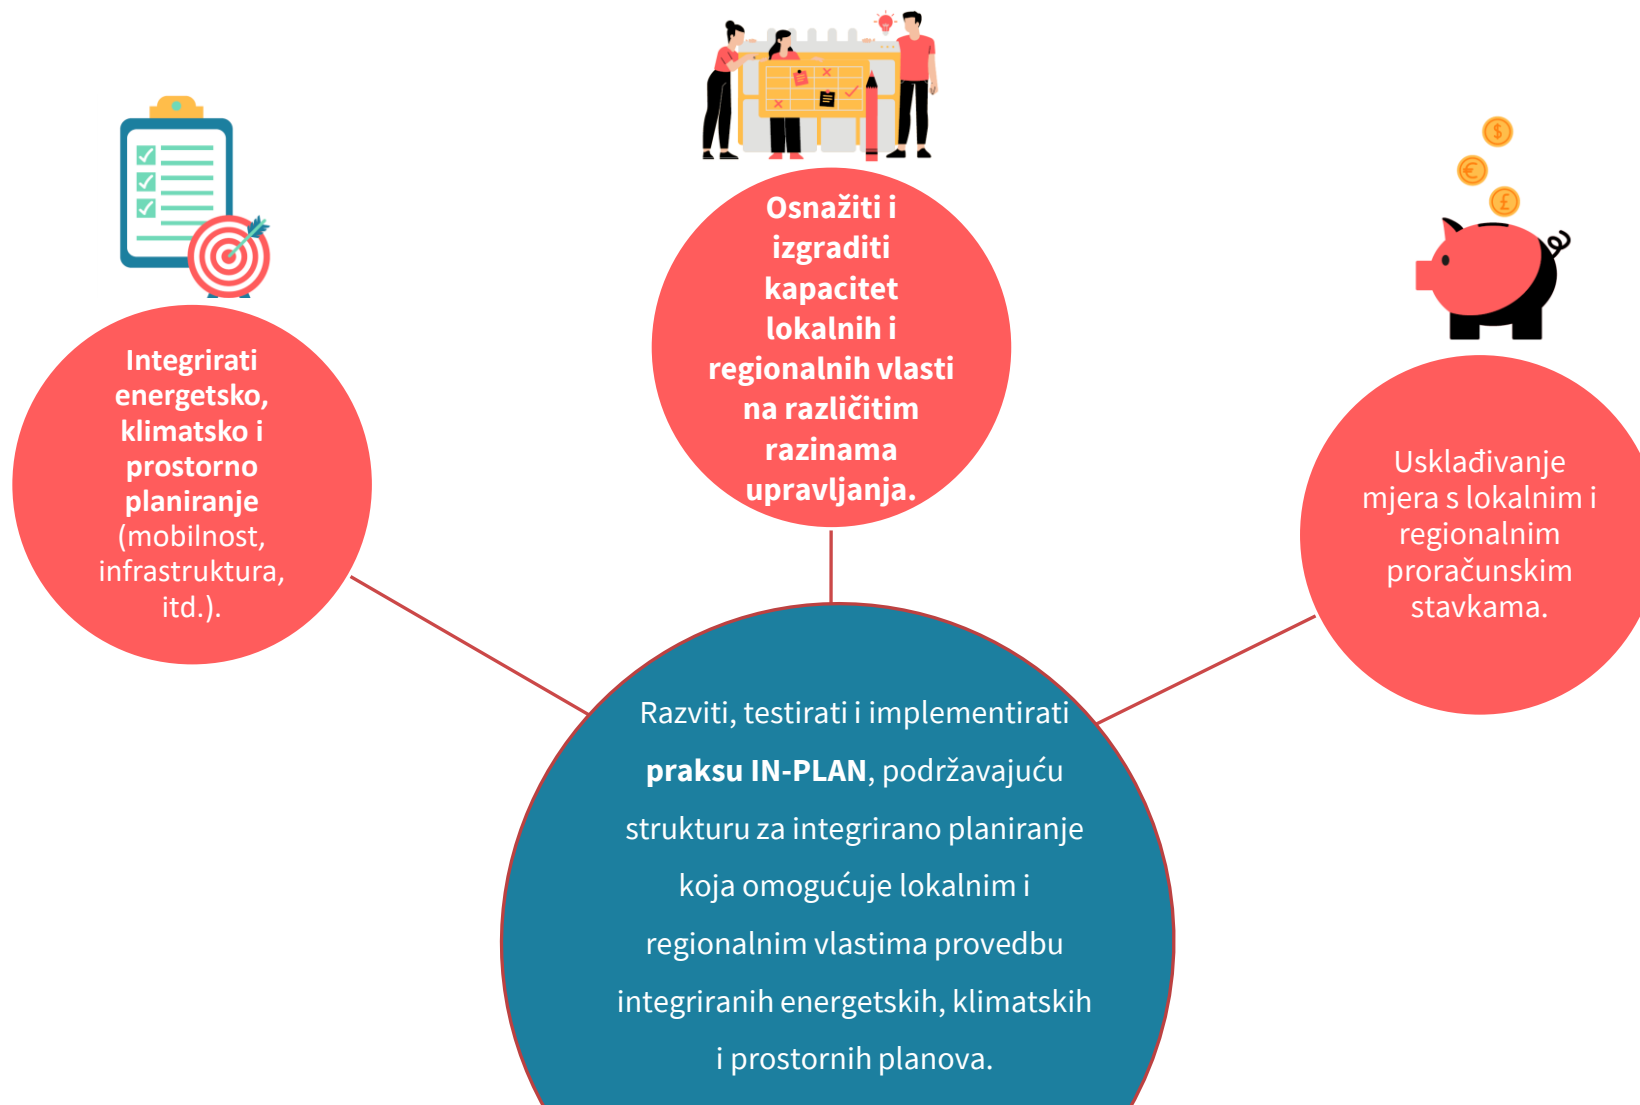 Osnažiti i
izgraditi
kapacitet
lokalnih i
regionalnih vlasti
na različitim
razinama
upravljanja.
Integrirati
energetsko,
klimatsko i
prostorno
planiranje
(mobilnost,
infrastruktura,
itd.).
Usklađivanje
mjera s lokalnim i
regionalnim
proračunskim
stavkama.
Razviti, testirati i implementirati
praksu IN-PLAN, podržavajuću
strukturu za integrirano planiranje
koja omogućuje lokalnim i
regionalnim vlastima provedbu
integriranih energetskih, klimatskih
i prostornih planova.